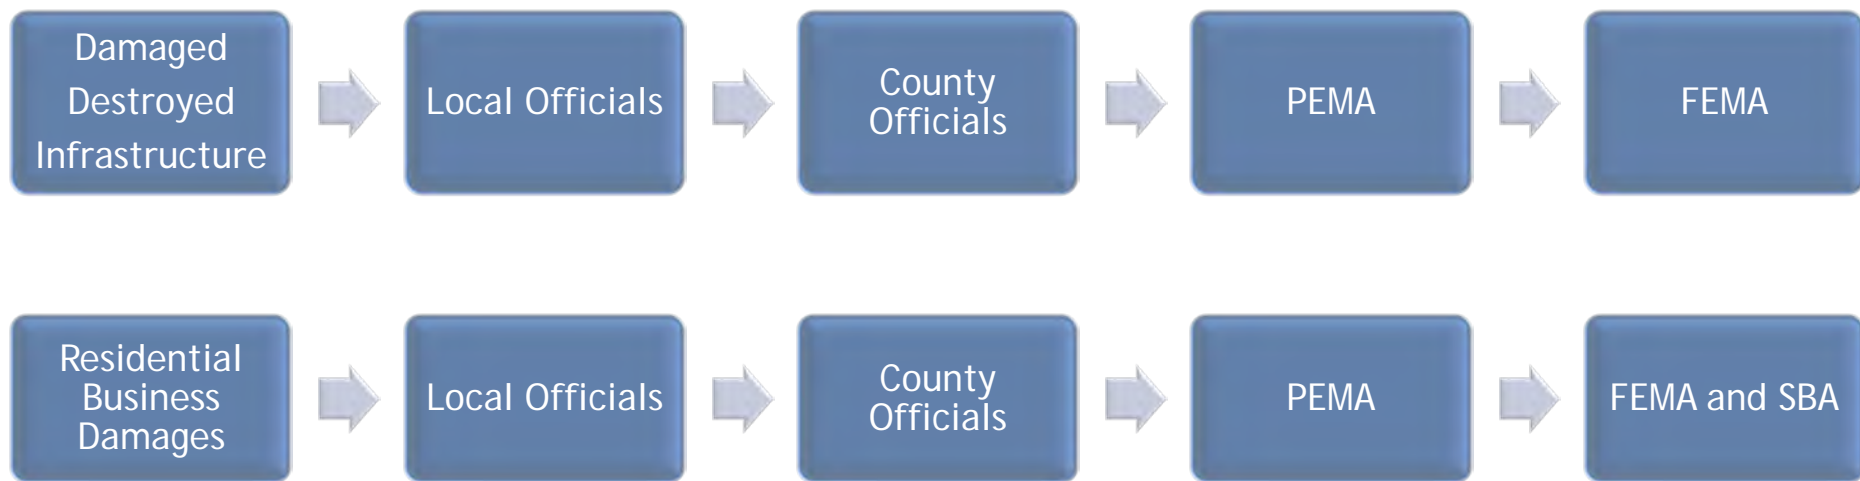 Damaged
Destroyed
Infrastructure
Local Officials
County
Officials
PEMA
FEMA
Residential
Business
Damages
Local Officials
County
Officials
PEMA
FEMA and SBA